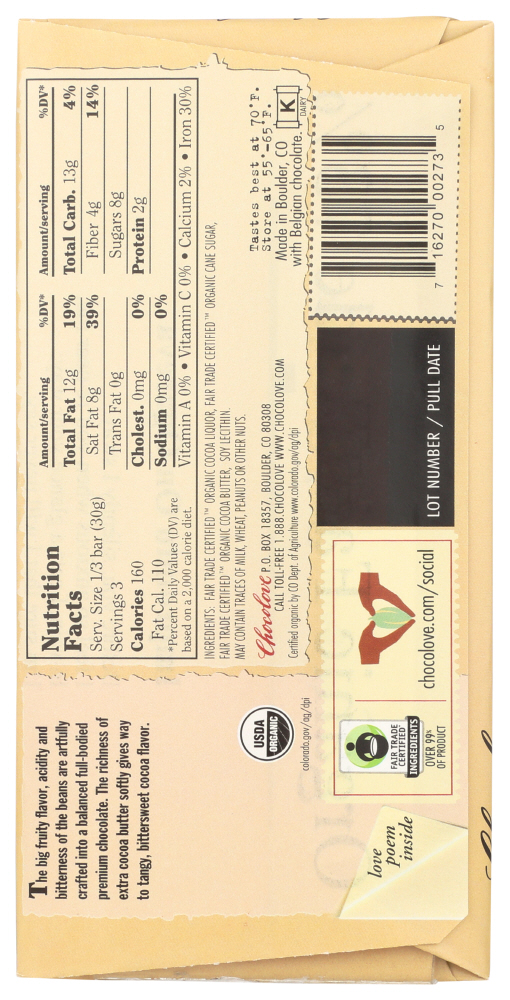 The big fruity flavor, acidity and
bitterness of the beans are artfully
crafted into a balanced full-bodied
premium chocolate. The richness of
extra cocoa butter softly gives way
to tangy, bittersweet cocoa flavor.
USDA
ORGANIC
colorado.gov/ag/dpi
love
poem
inside
Nutrition
Facts
Serv. Size 1/3 bar (30g)
Servings 3
Calories 160
Fat Cal. 110
*Percent Daily Values (DV) are
based on a 2,000 calorie diet.
Amount/serving %DV*
Total Fat 12g 19%
Sat Fat 8g 39%
Trans Fat 0g
Cholest. 0mg 0%
Sodium 0mg 0%
Amount/serving %DV*
Total Carb. 13g 4%
Fiber 4g 14%
Sugars 8g
Protein 2g
Vitamin A 0% • Vitamin C 0% • Calcium 2% • Iron 30%
INGREDIENTS: FAIR TRADE CERTIFIED™ ORGANIC COCOA LIQUOR, FAIR TRADE CERTIFIED™ ORGANIC CANE SUGAR,
FAIR TRADE CERTIFIED™ ORGANIC COCOA BUTTER, SOY LECITHIN.
MAY CONTAIN TRACES OF MILK, WHEAT, PEANUTS OR OTHER NUTS.
Chocolove P.O. BOX 18357, BOULDER, CO 80308
CALL TOLL-FREE 1.888.CHOCOLOVE WWW.CHOCOLOVE.COM
Certified organic by CO Dept. of Agriculture www.colorado.gov/ag/dpi
Tastes best at 70°F.
Store at 55°-65°F.
Made in Boulder, CO
with Belgian chocolate.
K
DAIRY
FAIR TRADE
CERTIFIED
INGREDIENTS
OVER 99%
OF PRODUCT
chocolove.com/social
LOT NUMBER / PULL DATE
7 16270 00273 5